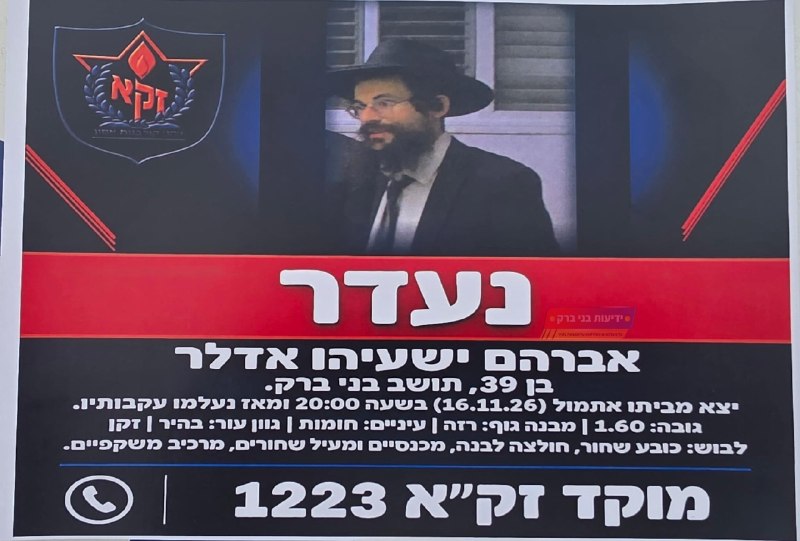 זק״א
נעדר
ידיעות בני ברק
אברהם ישעיהו אדלר
בן 39, תושב בני ברק.
יצא מביתו אתמול (16.11.26) בשעה 20:00 ומאז נעלמו עקבותיו.
גובה: 1.60 | מבנה גוף: רזה | עיניים: חומות | גוון עור: בהיר | זקן
לבוש: כובע שחור, חולצה לבנה, מכנסיים ומעיל שחורים, מרכיב משקפיים.
מוקד זק״א 1223